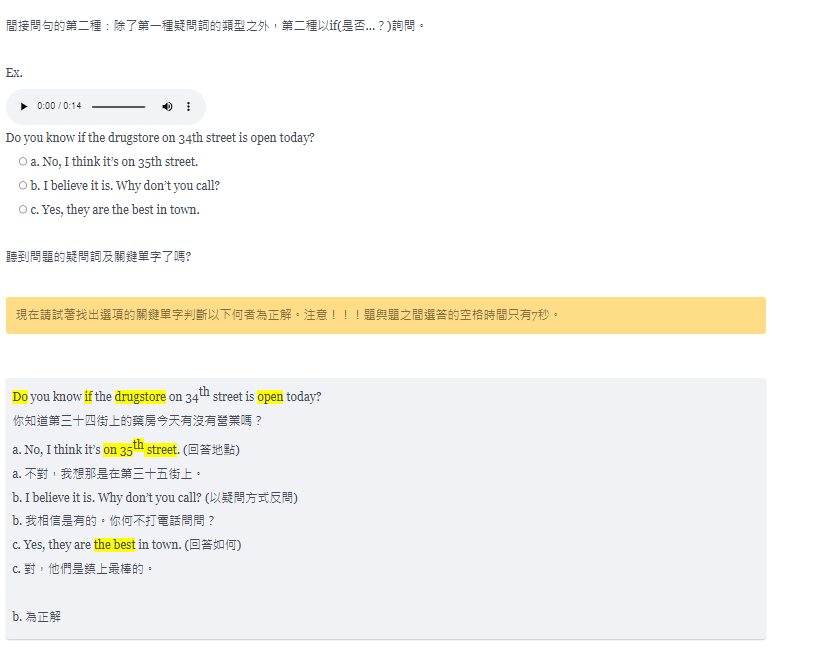 間接問句的第二種：除了第一種疑問詞的類型之外，第二種以if(是否...？)詢問。
Ex.
0:00 / 0:14
Do you know if the drugstore on 34th street is open today?
a. No, I think it's on 35th street.
b. I believe it is. Why don't you call?
c. Yes, they are the best in town.
聽到問題的疑問詞及關鍵單字了嗎?
現在請試著找出選項的關鍵單字判斷以下何者為正解。注意！！！題與題之間選答的空格時間只有7秒。
Do you know if the drugstore on 34th street is open today?
你知道第三十四街上的藥房今天有沒有營業嗎？
a. No, I think it's on 35th street. (回答地點)
a. 不對，我想那是在第三十五街上。
b. I believe it is. Why don't you call? (以疑問方式反問)
b. 我相信是有的。你何不打電話問問？
c. Yes, they are the best in town. (回答如何)
c. 對，他們是鎮上最棒的。
b. 為正解